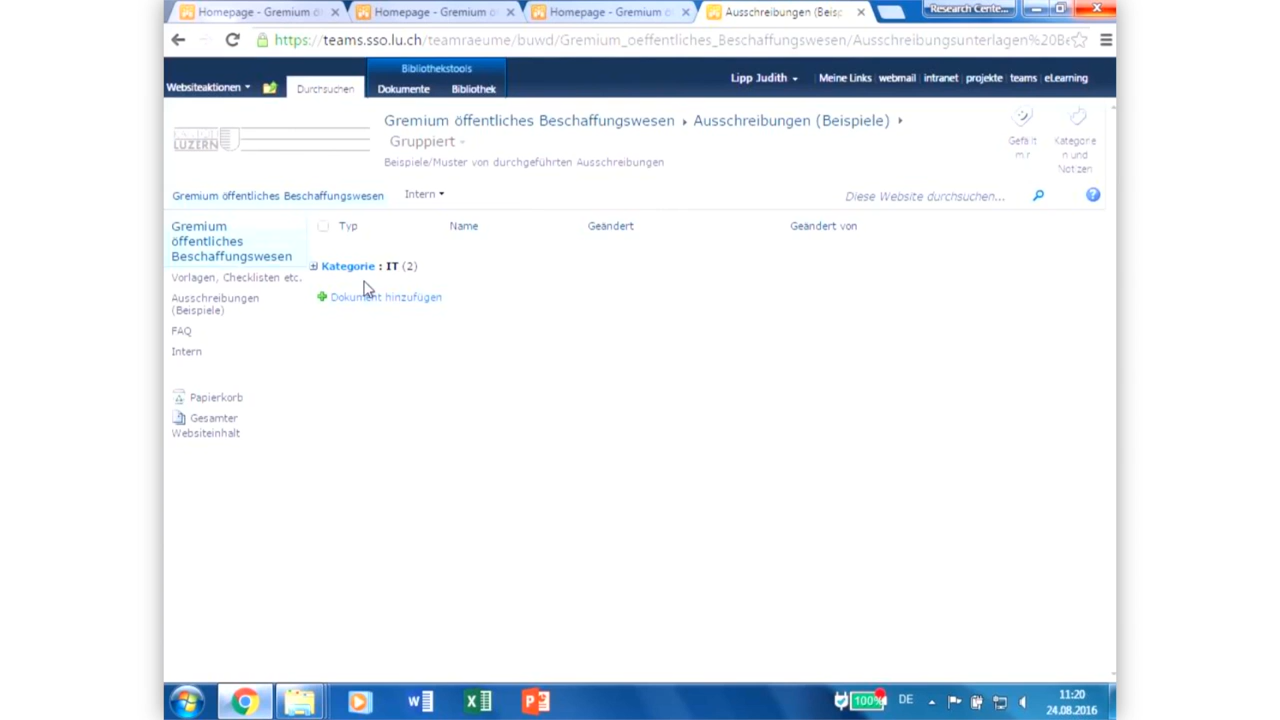 Homepage - Gremium ö
Homepage - Gremium ö
Homepage - Gremium ö
Ausschreibungen (Beisp
Research Cente...
https://teams.sso.lu.ch/teamraeume/buwd/Gremium_oeffentliches_Beschaffungswesen/Ausschreibungsunterlagen%20Be
Bibliothekstools
Websiteaktionen
Durchsuchen
Dokumente
Bibliothek
Lipp Judith
Meine Links
webmail
intranet
projekte
teams
eLearning
LUZERN
Gremium öffentliches Beschaffungswesen
Ausschreibungen (Beispiele)
Gruppiert
Beispiele/Muster von durchgeführten Ausschreibungen
Gefällt
mir
Kategorie
n und
Notizen
Gremium öffentliches Beschaffungswesen
Intern
Diese Website durchsuchen...
Gremium
öffentliches
Beschaffungswesen
Vorlagen, Checklisten etc.
Ausschreibungen
(Beispiele)
FAQ
Intern
Papierkorb
Gesamter
Websiteinhalt
Typ
Name
Geändert
Geändert von
Kategorie : IT (2)
Dokument hinzufügen
100%
DE
11:20
24.08.2016